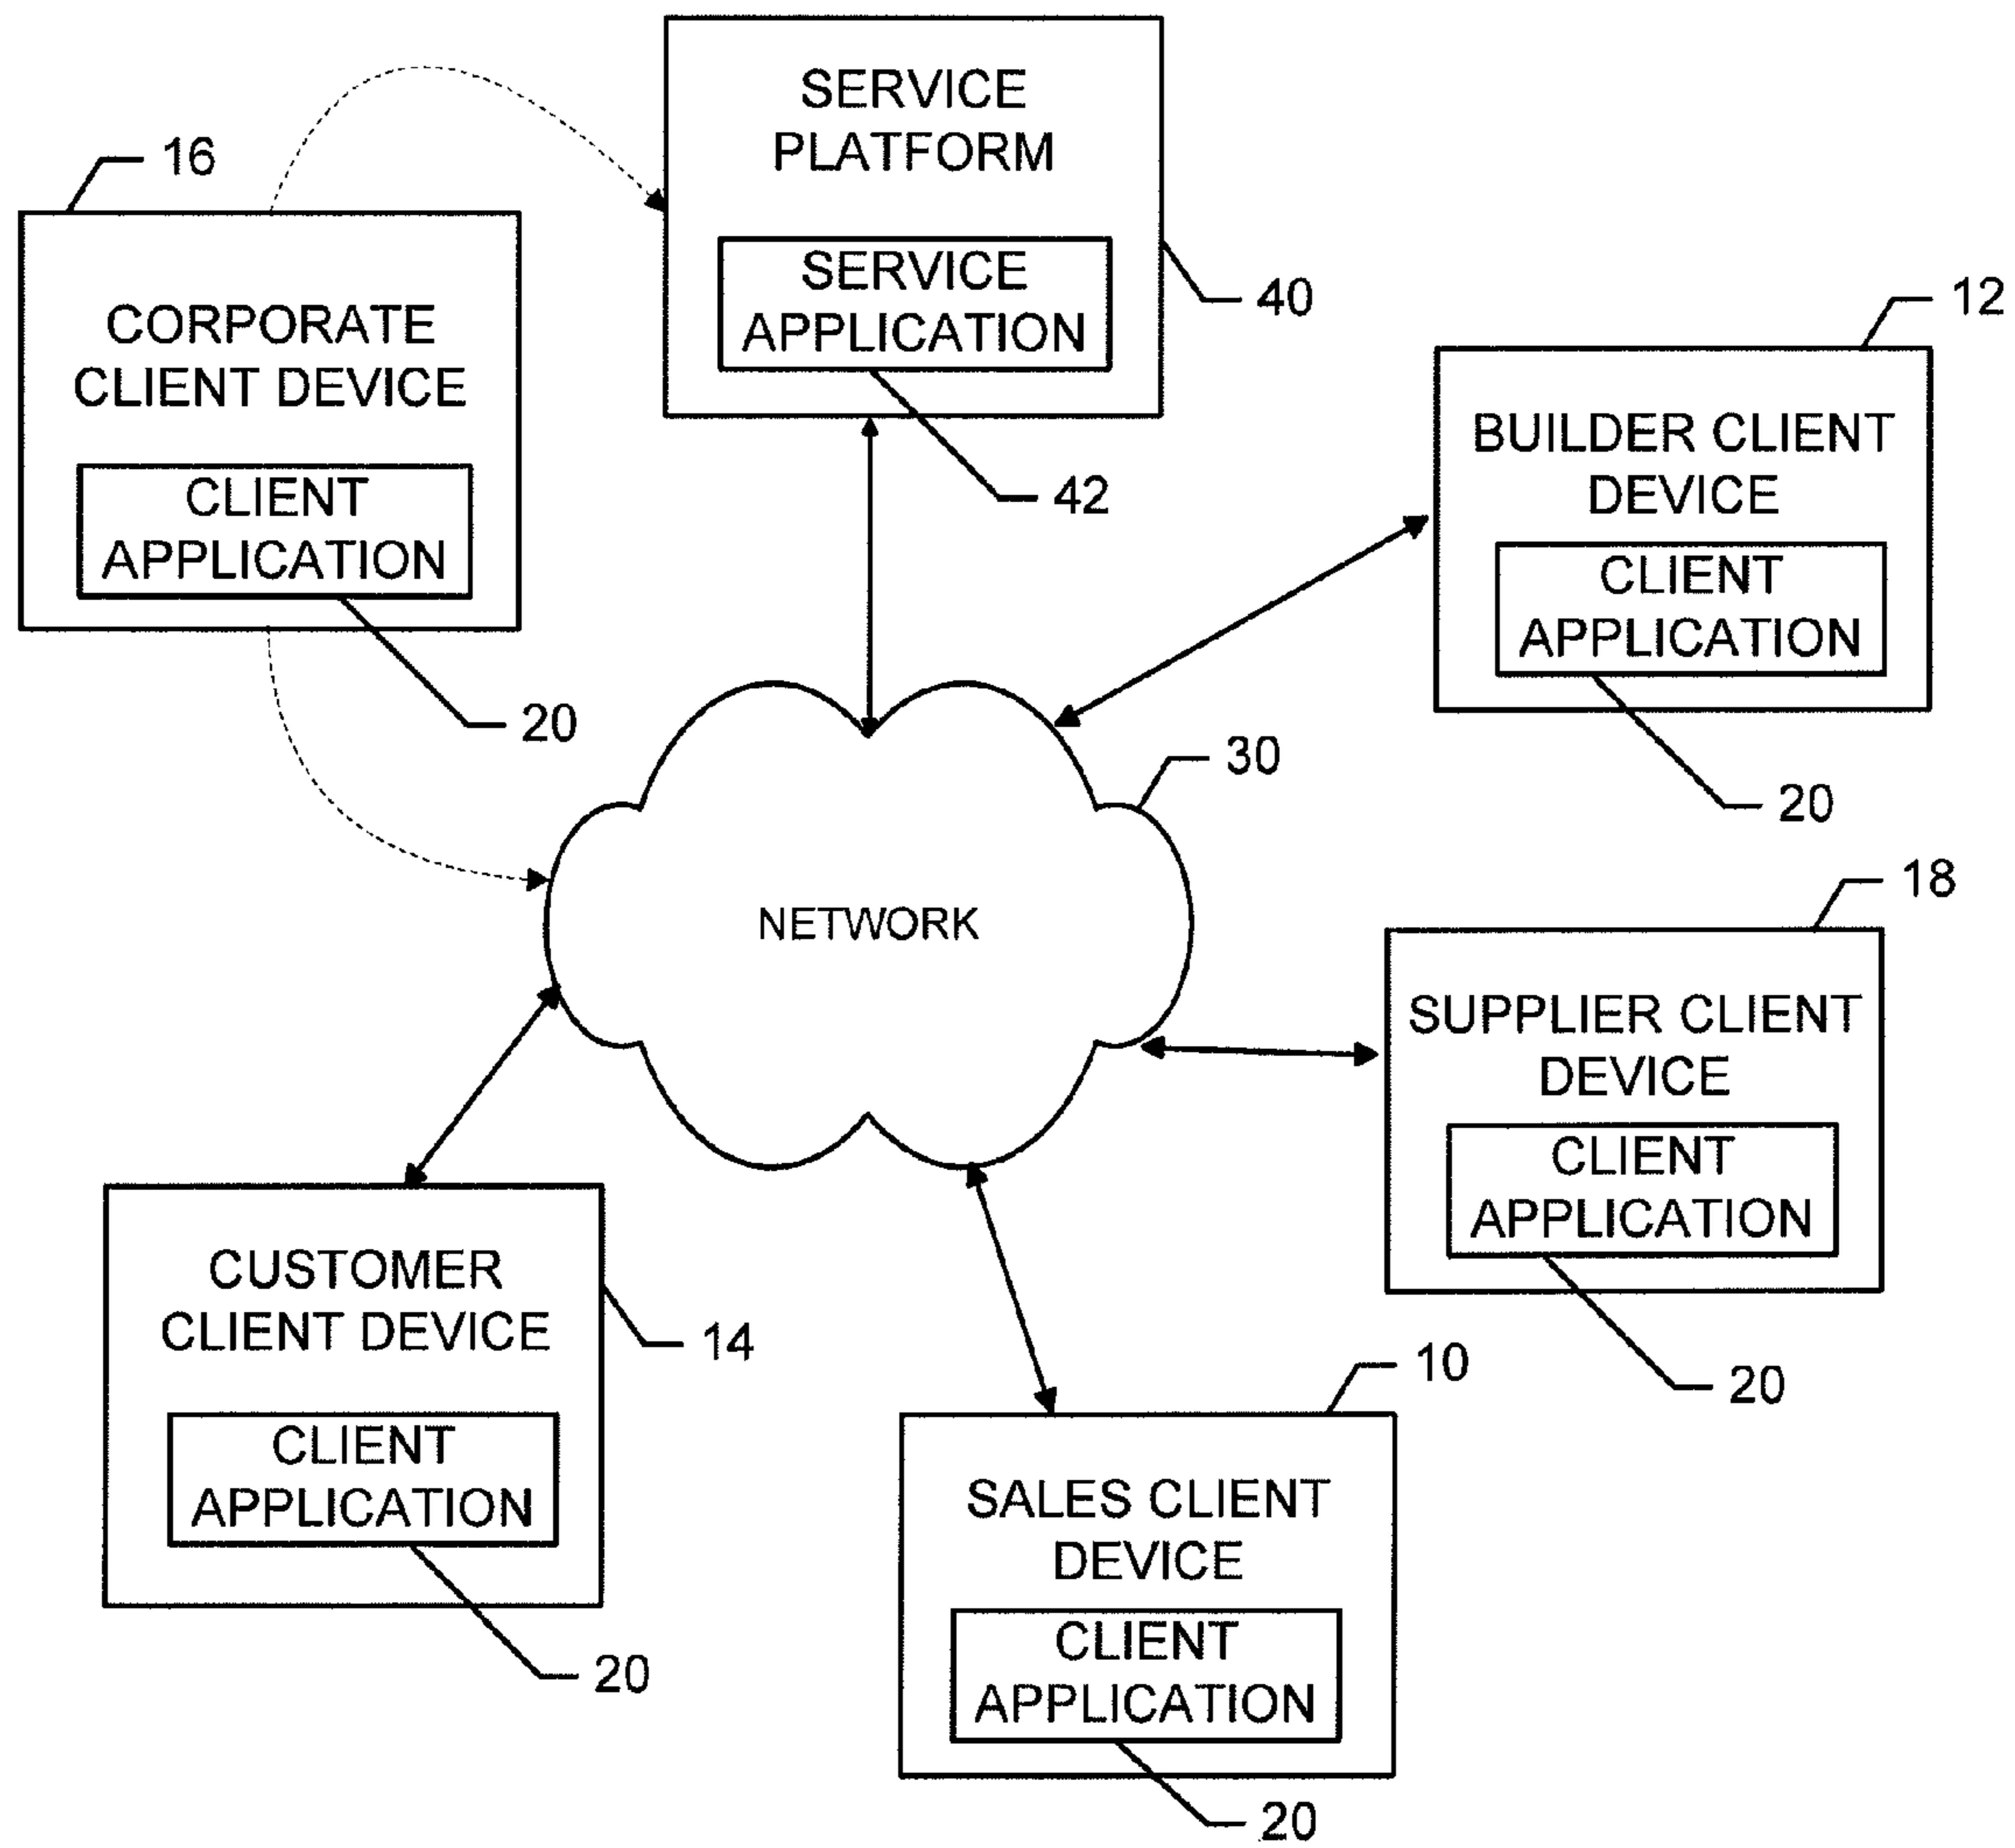 SERVICE
PLATFORM
SERVICE
APPLICATION
40
42
16
CORPORATE
CLIENT DEVICE
CLIENT
APPLICATION
20
12
BUILDER CLIENT
DEVICE
CLIENT
APPLICATION
20
30
NETWORK
18
SUPPLIER CLIENT
DEVICE
CLIENT
APPLICATION
20
CUSTOMER
CLIENT DEVICE
14
CLIENT
APPLICATION
20
10
SALES CLIENT
DEVICE
CLIENT
APPLICATION
20